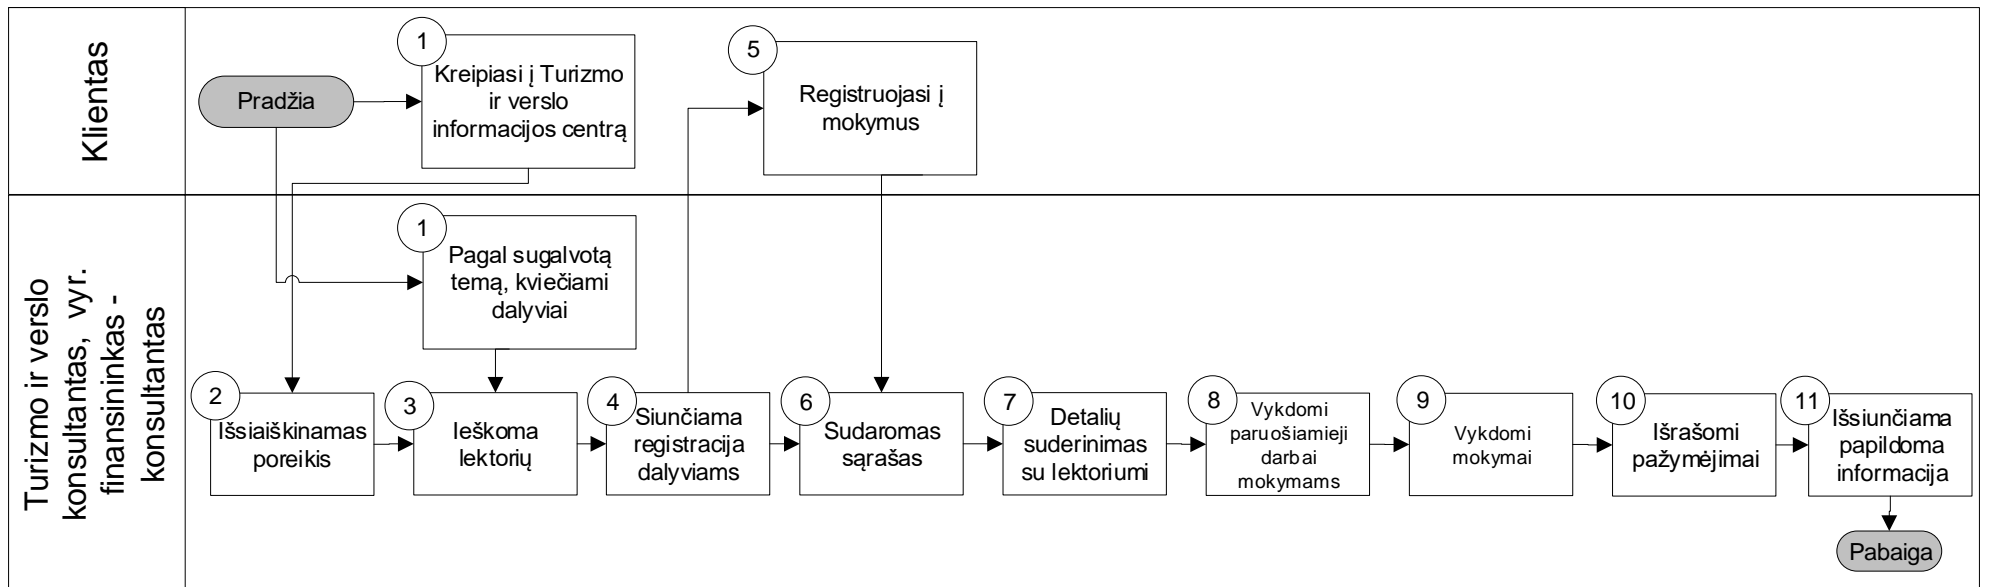 Klientas
Pradžia
1
Kreipiasi į Turizmo
ir verslo
informacijos centrą
5
Registruojasi į
mokymus
Turizmo ir verslo
konsultantas, vyr.
finansininkas -
konsultantas
1
Pagal sugalvotą
temą, kviečiami
dalyviai
2
Išsiaiškinamas
poreikis
3
Ieškoma
lektorių
4
Siunčiama
registracija
dalyviams
6
Sudaromas
sąrašas
7
Detalių
suderinimas
su lektoriumi
8
Vykdomi
paruošiamieji
darbai
mokymams
9
Vykdomi
mokymai
10
Išrašomi
pažymėjimai
11
Išsiunčiama
papildoma
informacija
Pabaiga